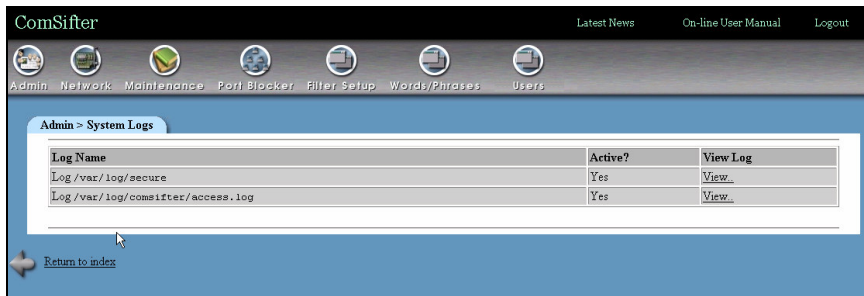 ComSifter
Latest News On-line User Manual Logout
Admin Network Maintenance Port Blocker Filter Setup Words/Phrases Users
Admin > System Logs
Log Name Active? View Log
Log /var/log/secure Yes View..
Log /var/log/comsifter/access.log Yes View..
Return to index